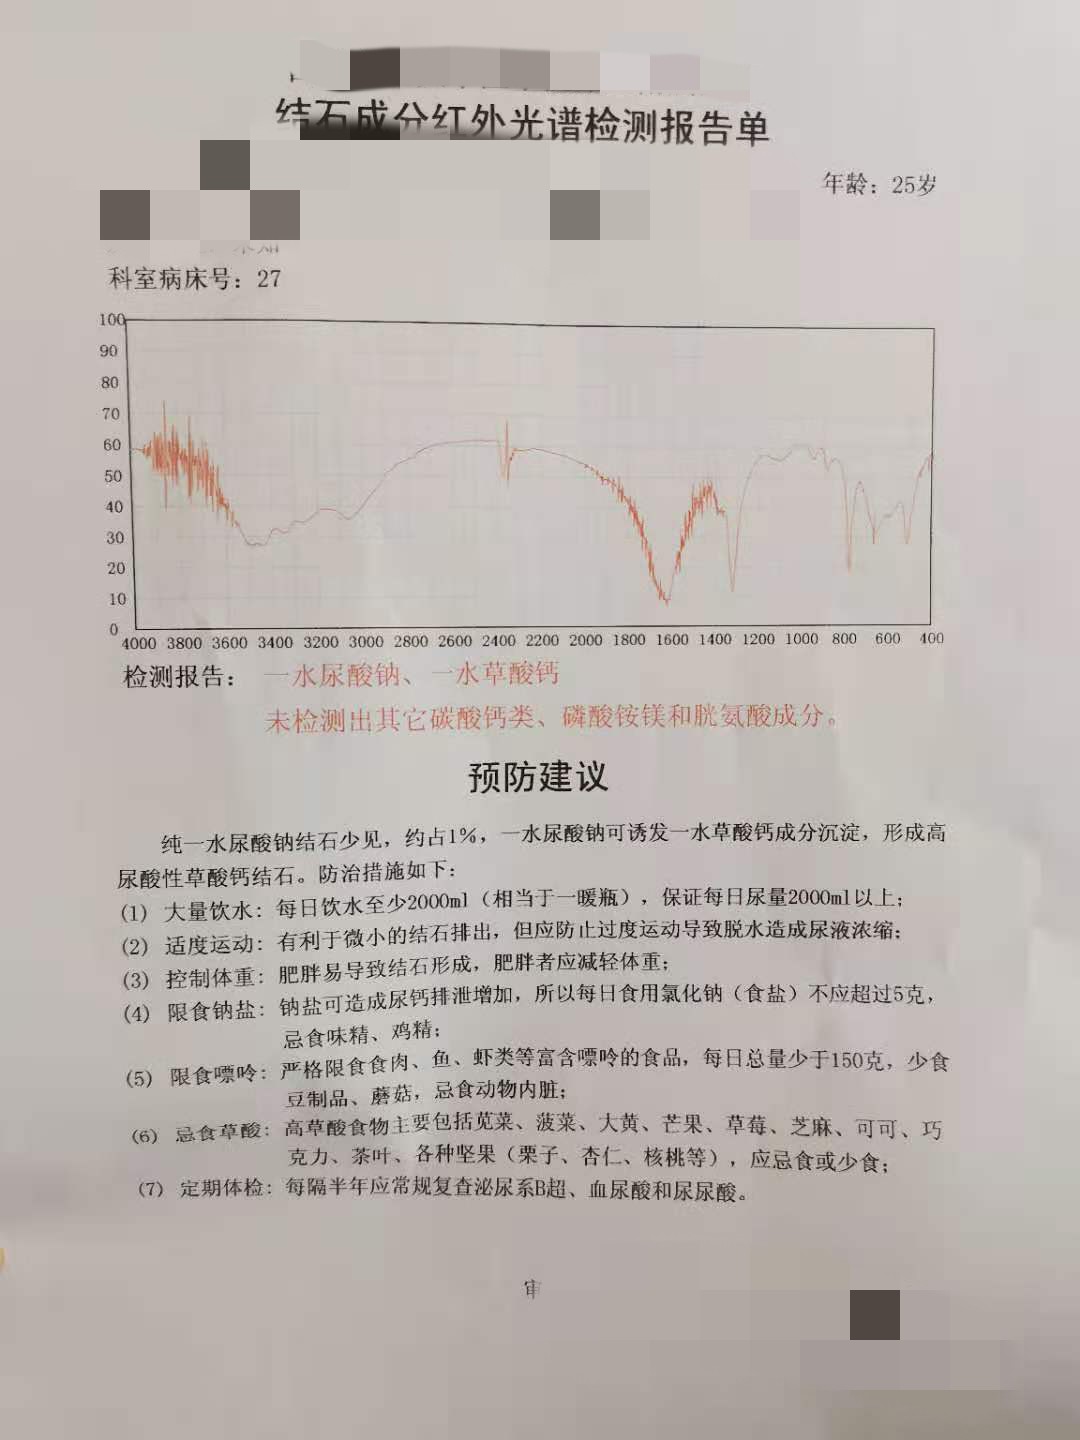 结石成分红外光谱检测报告单
年龄：25岁
科室病床号：27
100
90
80
70
60
50
40
30
20
10
0
4000 3800 3600 3400 3200 3000 2800 2600 2400 2200 2000 1800 1600 1400 1200 1000 800 600 400
检测报告： 一水尿酸钠、一水草酸钙
未检测出其它碳酸钙类、磷酸铵镁和胱氨酸成分。
预防建议
纯一水尿酸钠结石少见，约占1%，一水尿酸钠可诱发一水草酸钙成分沉淀，形成高
尿酸性草酸钙结石。防治措施如下：
(1) 大量饮水：每日饮水至少2000ml（相当于一暖瓶），保证每日尿量2000ml以上；
(2) 适度运动：有利于微小的结石排出，但应防止过度运动导致脱水造成尿液浓缩；
(3) 控制体重：肥胖易导致结石形成，肥胖者应减轻体重；
(4) 限食钠盐：钠盐可造成尿钙排泄增加，所以每日食用氯化钠（食盐）不应超过5克，
忌食味精、鸡精；
(5) 限食嘌呤：严格限食食肉、鱼、虾类等富含嘌呤的食品，每日总量少于150克，少食
豆制品、蘑菇，忌食动物内脏；
(6) 忌食草酸：高草酸食物主要包括苋菜、菠菜、大黄、芒果、草莓、芝麻、可可、巧
克力、茶叶、各种坚果（栗子、杏仁、核桃等），应忌食或少食；
(7) 定期体检：每隔半年应常规复查泌尿系B超、血尿酸和尿尿酸。
审